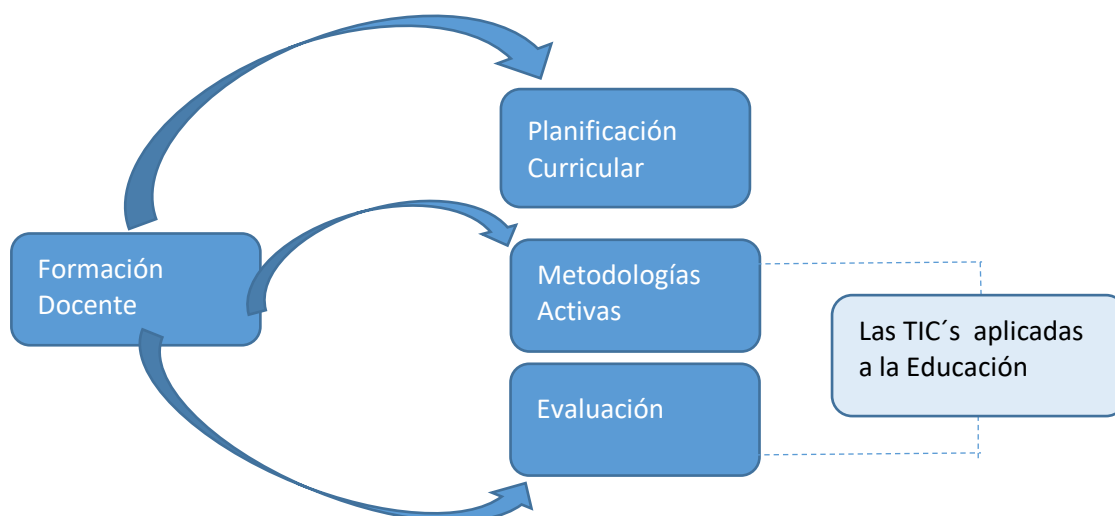 Planificación
Curricular
Formación
Docente
Metodologías
Activas
Las TIC´s aplicadas
a la Educación
Evaluación